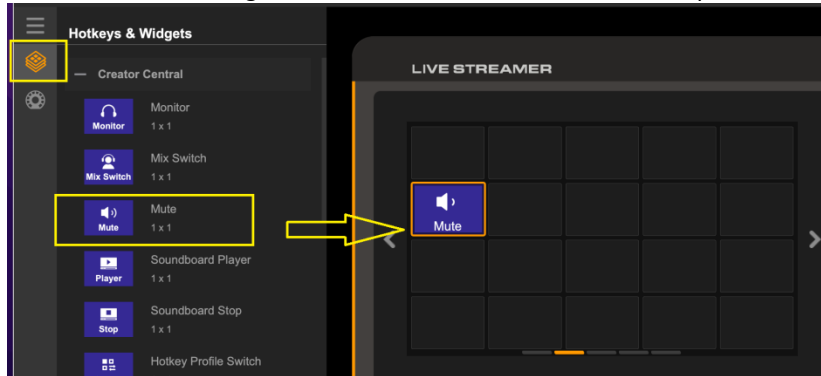 Hotkeys & Widgets
— Creator Central
Monitor
Monitor
1 x 1
Mix Switch
Mix Switch
1 x 1
Mute
Mute
1 x 1
Soundboard Player
Player
1 x 1
Soundboard Stop
Stop
1 x 1
Hotkey Profile Switch
LIVE STREAMER
Mute